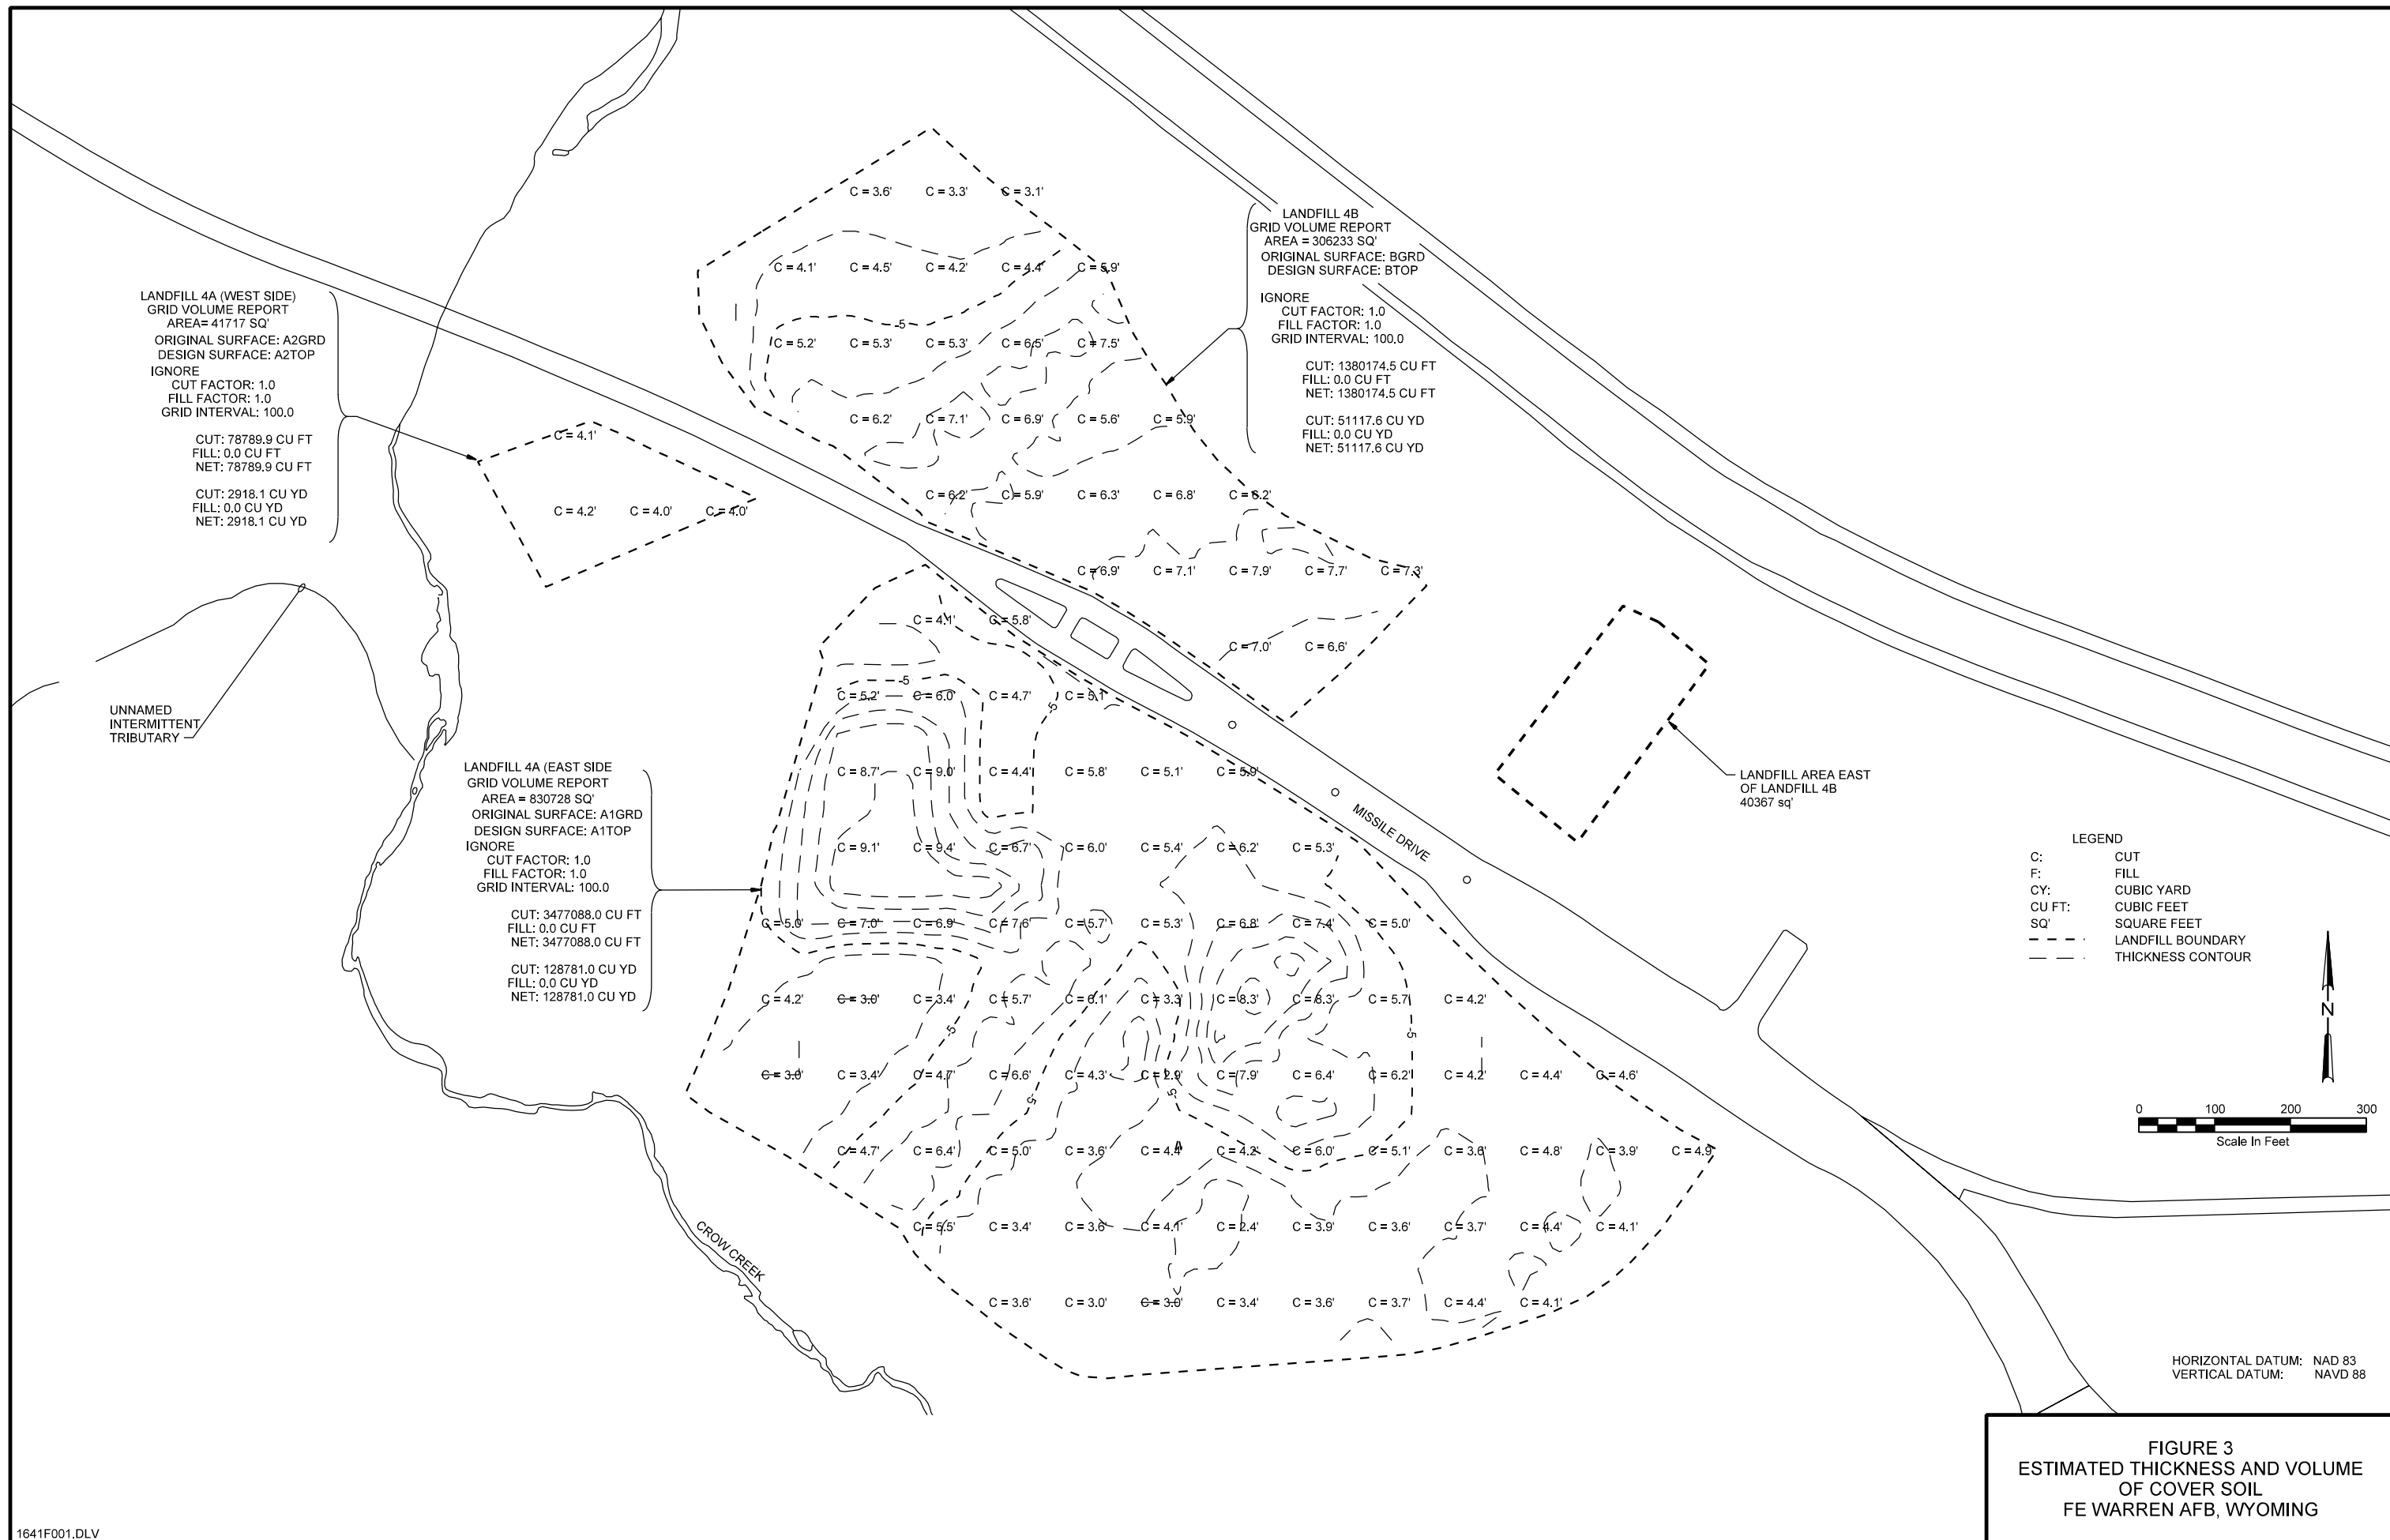 C = 3.6' C = 3.3' C = 3.1'
C = 4.1' C = 4.5' C = 4.2' C = 4.4' C = 5.9'
-5
C = 5.2' C = 5.3' C = 5.3' C = 6.5' C = 7.5'
C = 6.2' C = 7.1' C = 6.9' C = 5.6' C = 5.9'
C = 6.2' C = 5.9' C = 6.3' C = 6.8' C = 6.2'
C = 6.9' C = 7.1' C = 7.9' C = 7.7' C = 7.3'
C = 7.0' C = 6.6'
LANDFILL 4B
GRID VOLUME REPORT
AREA = 306233 SQ'
ORIGINAL SURFACE: BGRD
DESIGN SURFACE: BTOP
IGNORE
CUT FACTOR: 1.0
FILL FACTOR: 1.0
GRID INTERVAL: 100.0
CUT: 1380174.5 CU FT
FILL: 0.0 CU FT
NET: 1380174.5 CU FT
CUT: 51117.6 CU YD
FILL: 0.0 CU YD
NET: 51117.6 CU YD
LANDFILL 4A (WEST SIDE)
GRID VOLUME REPORT
AREA= 41717 SQ'
ORIGINAL SURFACE: A2GRD
DESIGN SURFACE: A2TOP
IGNORE
CUT FACTOR: 1.0
FILL FACTOR: 1.0
GRID INTERVAL: 100.0
CUT: 78789.9 CU FT
FILL: 0.0 CU FT
NET: 78789.9 CU FT
CUT: 2918.1 CU YD
FILL: 0.0 CU YD
NET: 2918.1 CU YD
C = 4.1'
C = 4.2' C = 4.0' C = 4.0'
UNNAMED
INTERMITTENT
TRIBUTARY
LANDFILL 4A (EAST SIDE
GRID VOLUME REPORT
AREA = 830728 SQ'
ORIGINAL SURFACE: A1GRD
DESIGN SURFACE: A1TOP
IGNORE
CUT FACTOR: 1.0
FILL FACTOR: 1.0
GRID INTERVAL: 100.0
CUT: 3477088.0 CU FT
FILL: 0.0 CU FT
NET: 3477088.0 CU FT
CUT: 128781.0 CU YD
FILL: 0.0 CU YD
NET: 128781.0 CU YD
C = 4.1' C = 5.8'
-5
C = 5.2' C = 6.0' C = 4.7' C = 5.1'
-5
C = 8.7' C = 9.0' C = 4.4' C = 5.8' C = 5.1' C = 5.9'
C = 9.1' C = 9.4' C = 6.7' C = 6.0' C = 5.4' C = 6.2' C = 5.3'
C = 5.0' C = 7.0' C = 6.9' C = 7.6' C = 5.7' C = 5.3' C = 6.8' C = 7.4' C = 5.0'
C = 4.2' C = 3.0' C = 3.4' C = 5.7' C = 6.1' C = 3.3' C = 8.3' C = 8.3' C = 5.7' C = 4.2'
-5 -5
C = 3.0' C = 3.4' C = 4.7' C = 6.6' C = 4.3' C = 2.9' C = 7.9' C = 6.4' C = 6.2' C = 4.2' C = 4.4' C = 4.6'
-5 -5
C = 4.7' C = 6.4' C = 5.0' C = 3.6' C = 4.4' C = 4.2' C = 6.0' C = 5.1' C = 3.6' C = 4.8' C = 3.9' C = 4.9'
C = 5.5' C = 3.4' C = 3.6' C = 4.1' C = 2.4' C = 3.9' C = 3.6' C = 3.7' C = 4.4' C = 4.1'
C = 3.6' C = 3.0' C = 3.0' C = 3.4' C = 3.6' C = 3.7' C = 4.4' C = 4.1'
CROW CREEK
MISSILE DRIVE
LANDFILL AREA EAST
OF LANDFILL 4B
40367 sq'
LEGEND
C: CUT
F: FILL
CY: CUBIC YARD
CU FT: CUBIC FEET
SQ' SQUARE FEET
LANDFILL BOUNDARY
THICKNESS CONTOUR
N
0 100 200 300
Scale In Feet
HORIZONTAL DATUM: NAD 83
VERTICAL DATUM: NAVD 88
FIGURE 3
ESTIMATED THICKNESS AND VOLUME
OF COVER SOIL
FE WARREN AFB, WYOMING
1641F001.DLV